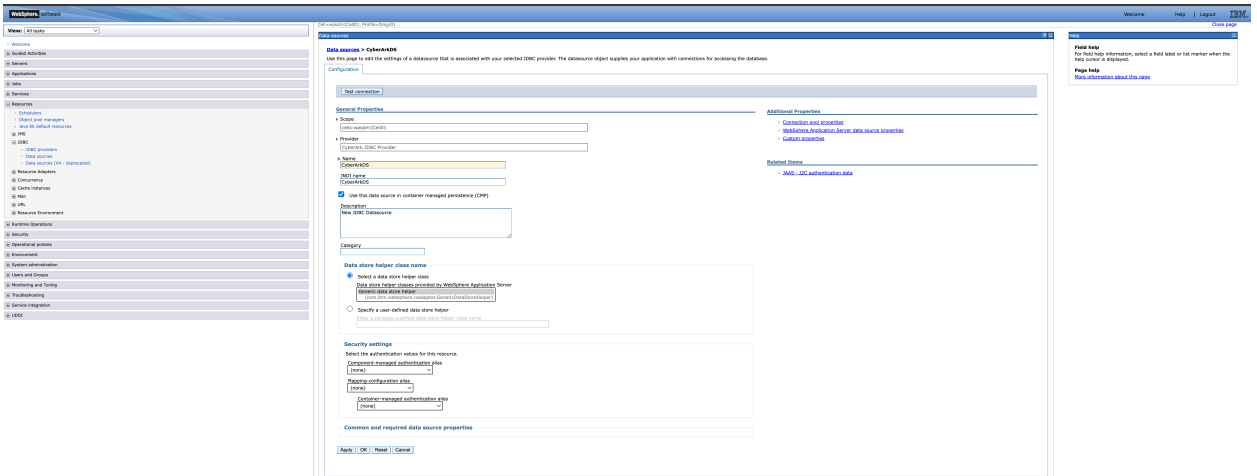 WebSphere. software
Welcome Help | Logout IBM.
View: All tasks
Cell=wasdm1Cell01, Profile=Dmgr01
Close page
Welcome
Guided Activities
Servers
Applications
Jobs
Services
Resources
Schedulers
Object pool managers
Java EE default resources
JMS
JDBC
JDBC providers
Data sources
Data sources (V4 - deprecated)
Resource Adapters
Concurrency
Cache instances
Mail
URL
Resource Environment
Runtime Operations
Security
Operational policies
Environment
System administration
Users and Groups
Monitoring and Tuning
Troubleshooting
Service integration
UDDI
Data sources
Data sources > CyberArkDS
Use this page to edit the settings of a datasource that is associated with your selected JDBC provider. The datasource object supplies your application with connections for accessing the database.
Configuration
Test connection
General Properties
Scope
cells:wasdm1Cell01
Provider
CyberArk JDBC Provider
Name
CyberArkDS
JNDI name
CyberArkDS
Use this data source in container managed persistence (CMP)
Description
New JDBC Datasource
Category
Data store helper class name
Select a data store helper class
Data store helper classes provided by WebSphere Application Server
Generic data store helper
(com.ibm.websphere.rsadapter.GenericDataStoreHelper)
Specify a user-defined data store helper
Enter a package-qualified data store helper class name
Security settings
Select the authentication values for this resource.
Component-managed authentication alias
(none)
Mapping-configuration alias
(none)
Container-managed authentication alias
(none)
Common and required data source properties
Apply OK Reset Cancel
Additional Properties
Connection pool properties
WebSphere Application Server data source properties
Custom properties
Related Items
JAAS - J2C authentication data
Help
Field help
For field help information, select a field label or list marker when the
help cursor is displayed.
Page help
More information about this page